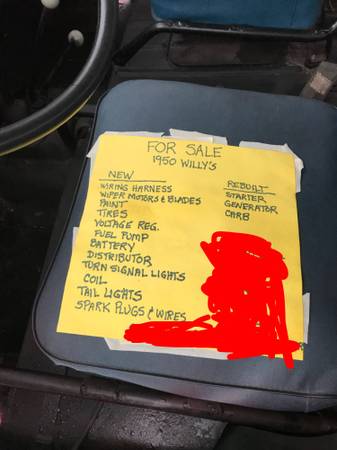 FOR SALE
1950 WILLY'S
NEW
WIRING HARNESS
WIPER MOTORS & BLADES
PAINT
TIRES
VOLTAGE REG.
FUEL PUMP
BATTERY
DISTRIBUTOR
TURN SIGNAL LIGHTS
COIL
TAIL LIGHTS
SPARK PLUGS & WIRES
REBUILT
STARTER
GENERATOR
CARB